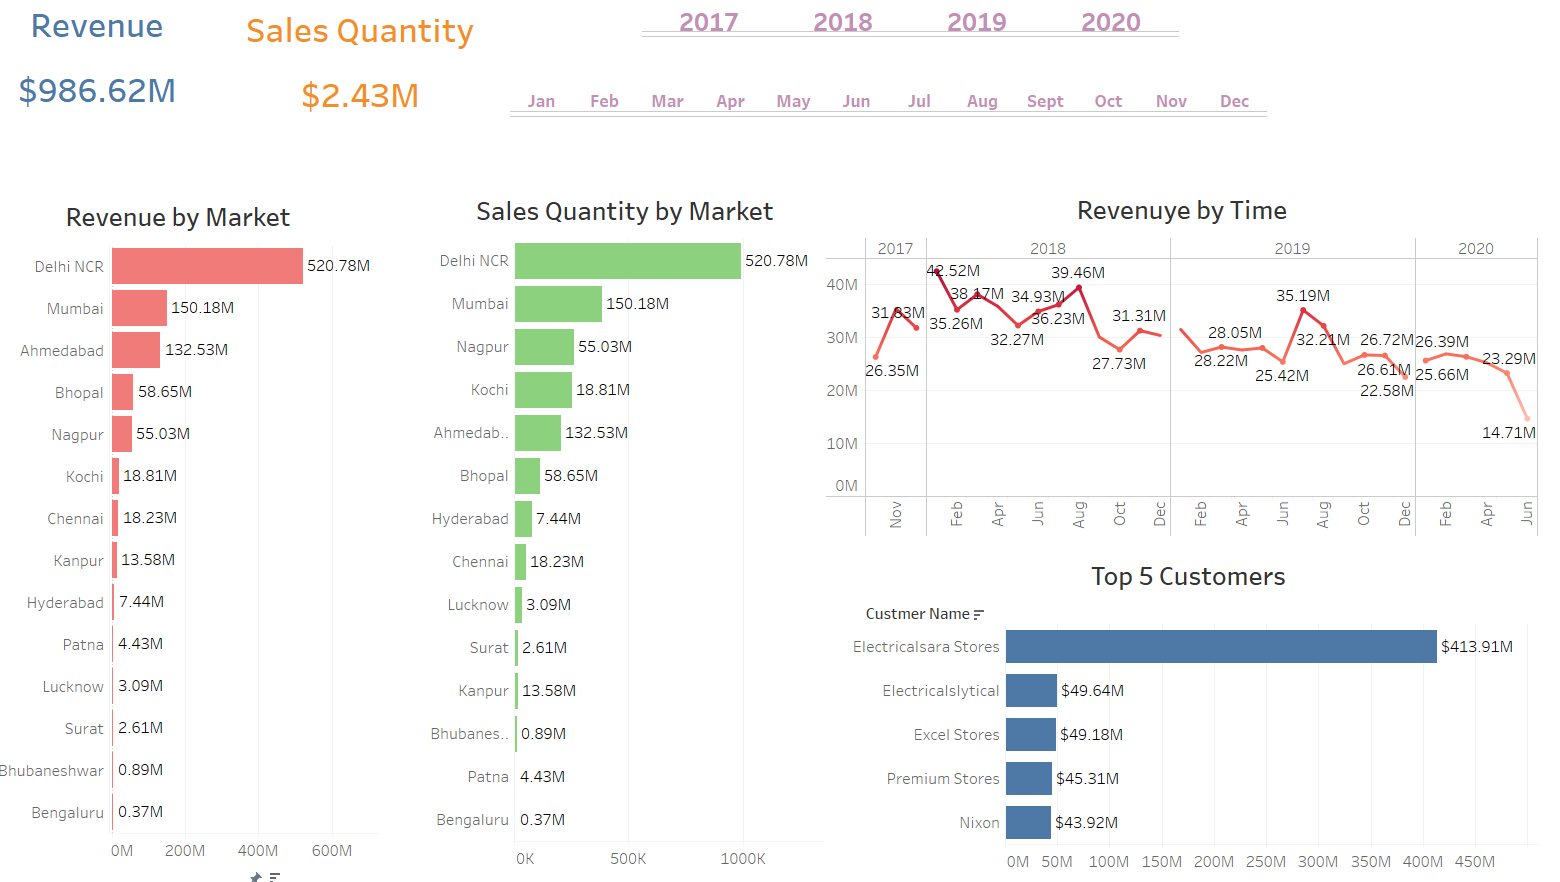 Revenue
$986.62M
Sales Quantity
$2.43M
2017 2018 2019 2020
Jan Feb Mar Apr May Jun Jul Aug Sept Oct Nov Dec
Revenue by Market
Delhi NCR 520.78M
Mumbai 150.18M
Ahmedabad 132.53M
Bhopal 58.65M
Nagpur 55.03M
Kochi 18.81M
Chennai 18.23M
Kanpur 13.58M
Hyderabad 7.44M
Patna 4.43M
Lucknow 3.09M
Surat 2.61M
Bhubaneshwar 0.89M
Bengaluru 0.37M
0M 200M 400M 600M
Sales Quantity by Market
Delhi NCR 520.78M
Mumbai 150.18M
Nagpur 55.03M
Kochi 18.81M
Ahmedab.. 132.53M
Bhopal 58.65M
Hyderabad 7.44M
Chennai 18.23M
Lucknow 3.09M
Surat 2.61M
Kanpur 13.58M
Bhubanes.. 0.89M
Patna 4.43M
Bengaluru 0.37M
0K 500K 1000K
Revenuye by Time
2017 2018 2019 2020
40M
30M
20M
10M
0M
26.35M 31.83M
42.52M 35.26M 38.17M 32.27M 34.93M 36.23M 39.46M 27.73M 31.31M
28.22M 28.05M 25.42M 35.19M 32.21M 26.72M 26.61M 22.58M
25.66M 26.39M 23.29M 14.71M
Nov Feb Apr Jun Aug Oct Dec Feb Apr Jun Aug Oct Dec Feb Apr Jun
Top 5 Customers
Custmer Name
Electricalsara Stores $413.91M
Electricalslytical $49.64M
Excel Stores $49.18M
Premium Stores $45.31M
Nixon $43.92M
0M 50M 100M 150M 200M 250M 300M 350M 400M 450M